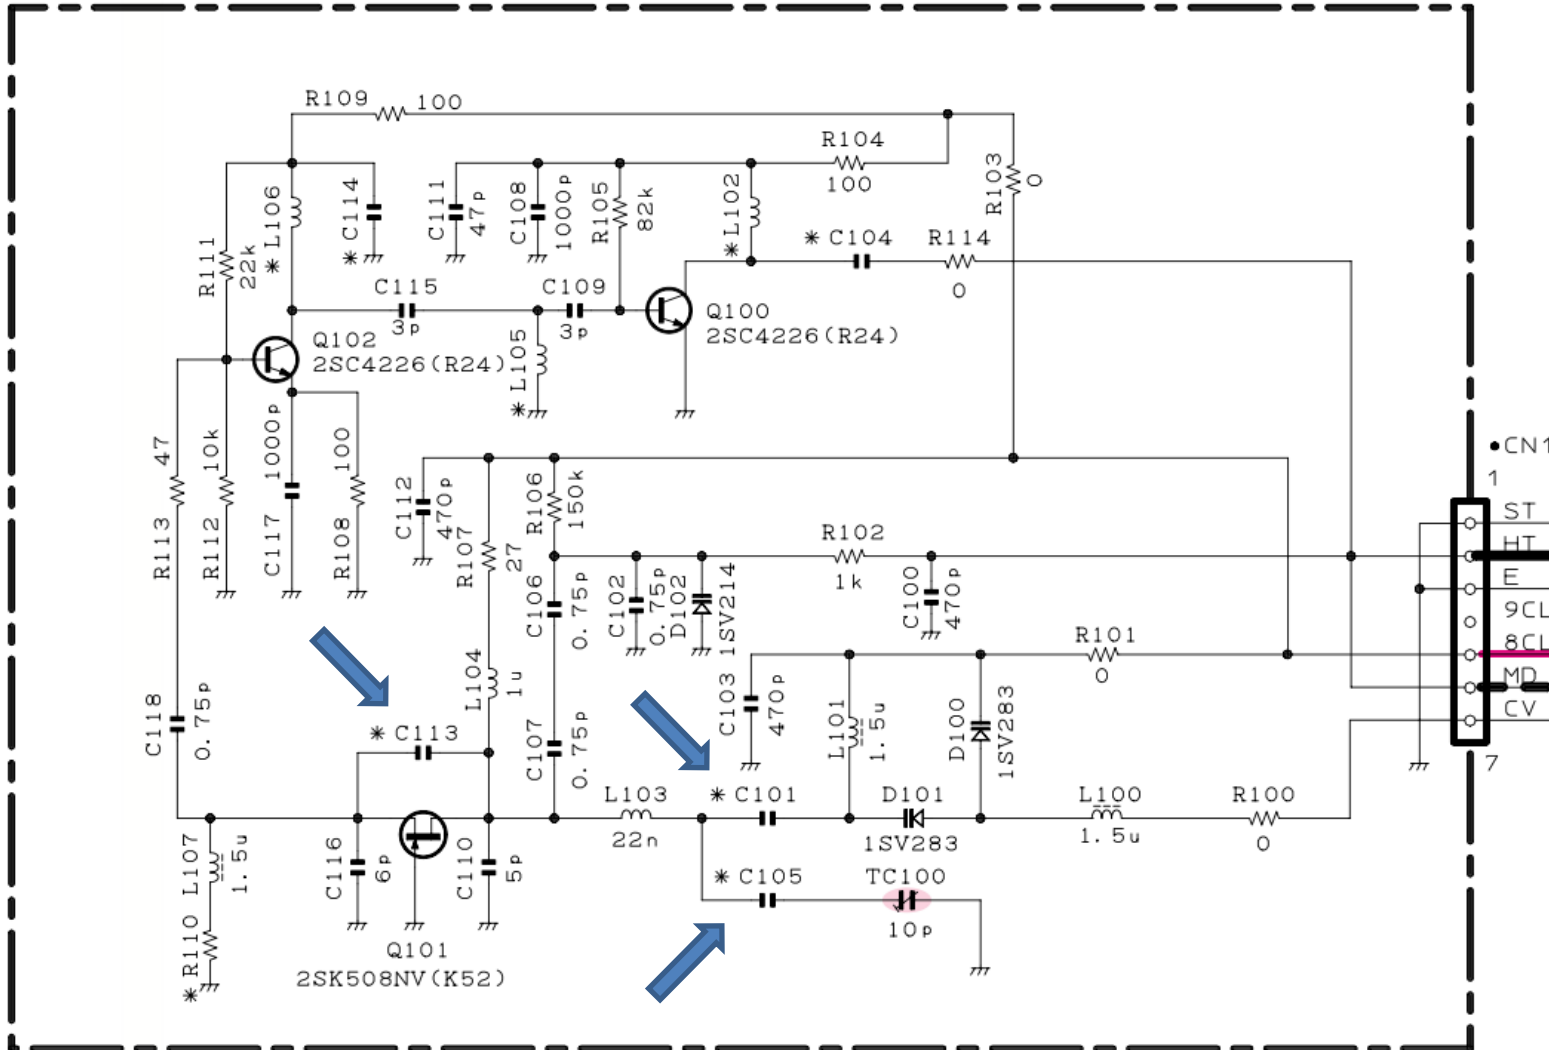 R109 100
R104
100
R103 0
* L106
* C114
C111 47p
C108 1000p
R105 82k
* L102
* C104
R114
0
R111 22k
C115
3p
C109
3p
Q100
2SC4226(R24)
Q102
2SC4226(R24)
* L105
R113 47
R112 10k
C117 1000p
R108 100
C112 470p
R107 27
R106 150k
R102
1k
•CN1
1
ST
HT
E
9CL
8CL
MD
CV
7
C106 0.75p
C102 0.75p
D102 1SV214
C100 470p
R101
0
L104 1u
C118 0.75p
* C113
C107 0.75p
C103 470p
L101 1.5u
D100 1SV283
L103
22n
* C101
D101
1SV283
L100
1.5u
R100
0
L107 1.5u
* R110
C116 6p
C110 5p
* C105
TC100
10p
Q101
2SK508NV(K52)